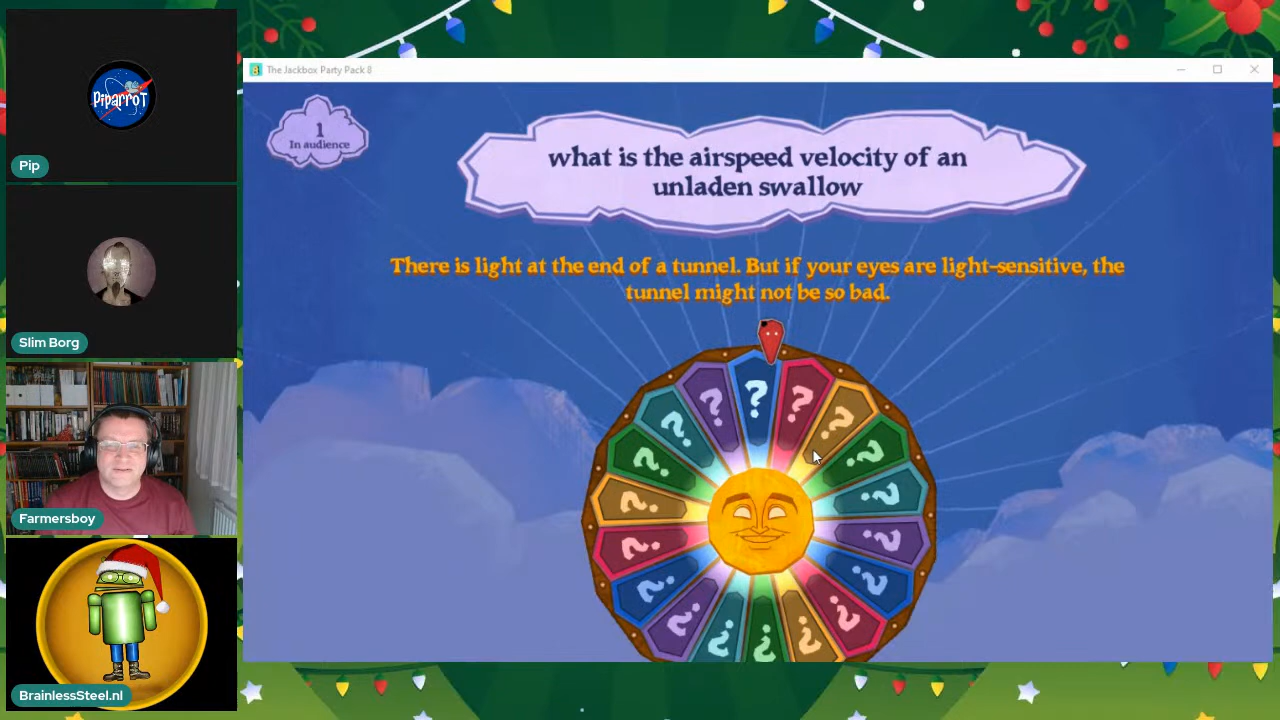 PiparroT
Pip
Slim Borg
Farmersboy
BrainlessSteel.nl
The Jackbox Party Pack 8
1
In audience
what is the airspeed velocity of an
unladen swallow
There is light at the end of a tunnel. But if your eyes are light-sensitive, the
tunnel might not be so bad.
? ? ? ? ? ? ? ? ? ? ? ? ? ? ? ? ? ?